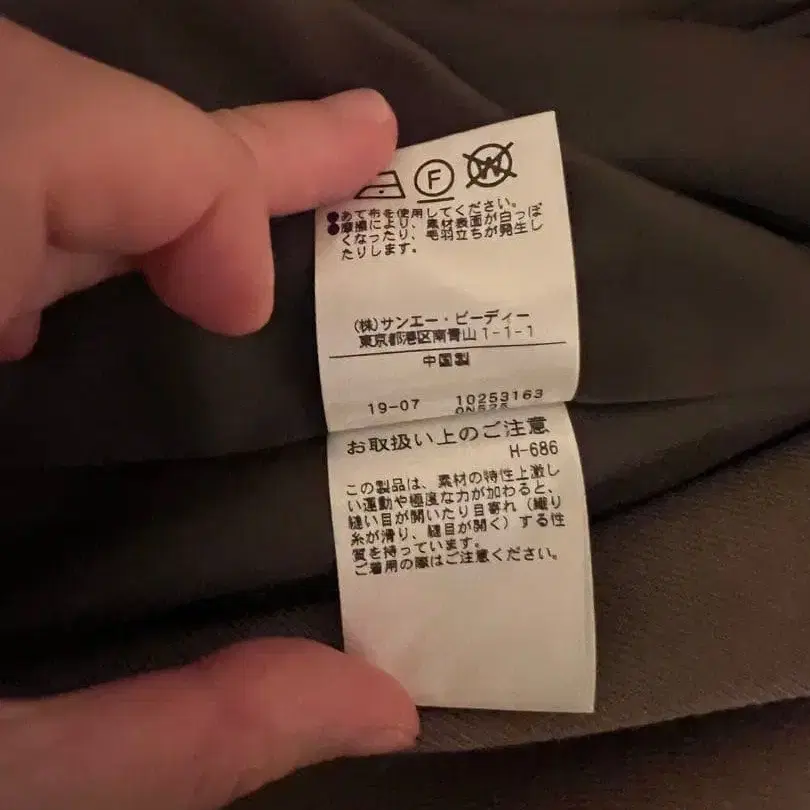 F
W
●あて布を使用してください。
●摩擦により、素材表面が白っぽ
くなったり、毛羽立ちが発生し
たりします。
(株)サンエー・ビーディー
東京都港区南青山1-1-1
中国製
19-07 10253163
お取扱い上のご注意
H-686
この製品は、素材の特性上激し
い運動や極度な力が加わると、
縫い目が開いたり目寄れ(織り
糸が滑り、縫目が開く)する性
質を持っています。
ご着用の際はご注意ください。